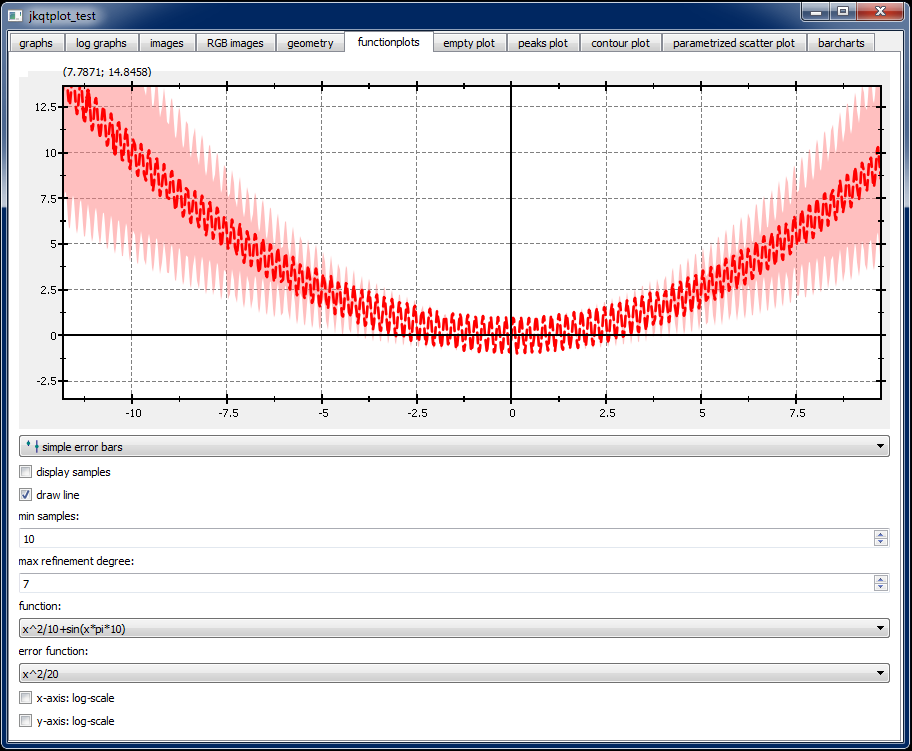 jkqtplot_test
graphs log graphs images RGB images geometry functionplots empty plot peaks plot contour plot parametrized scatter plot barcharts
(7.7871; 14.8458)
12.5
10
7.5
5
2.5
0
-2.5
-10 -7.5 -5 -2.5 0 2.5 5 7.5
simple error bars
display samples
draw line
min samples:
10
max refinement degree:
7
function:
x^2/10+sin(x*pi*10)
error function:
x^2/20
x-axis: log-scale
y-axis: log-scale